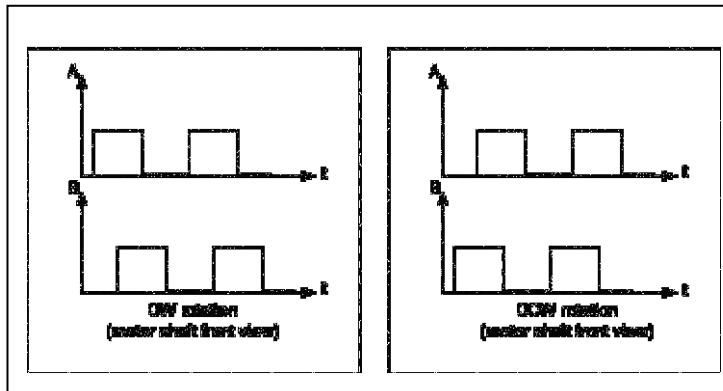 A
t
B
t
CW rotation
(motor shaft front view)
A
t
B
t
CCW rotation
(motor shaft front view)